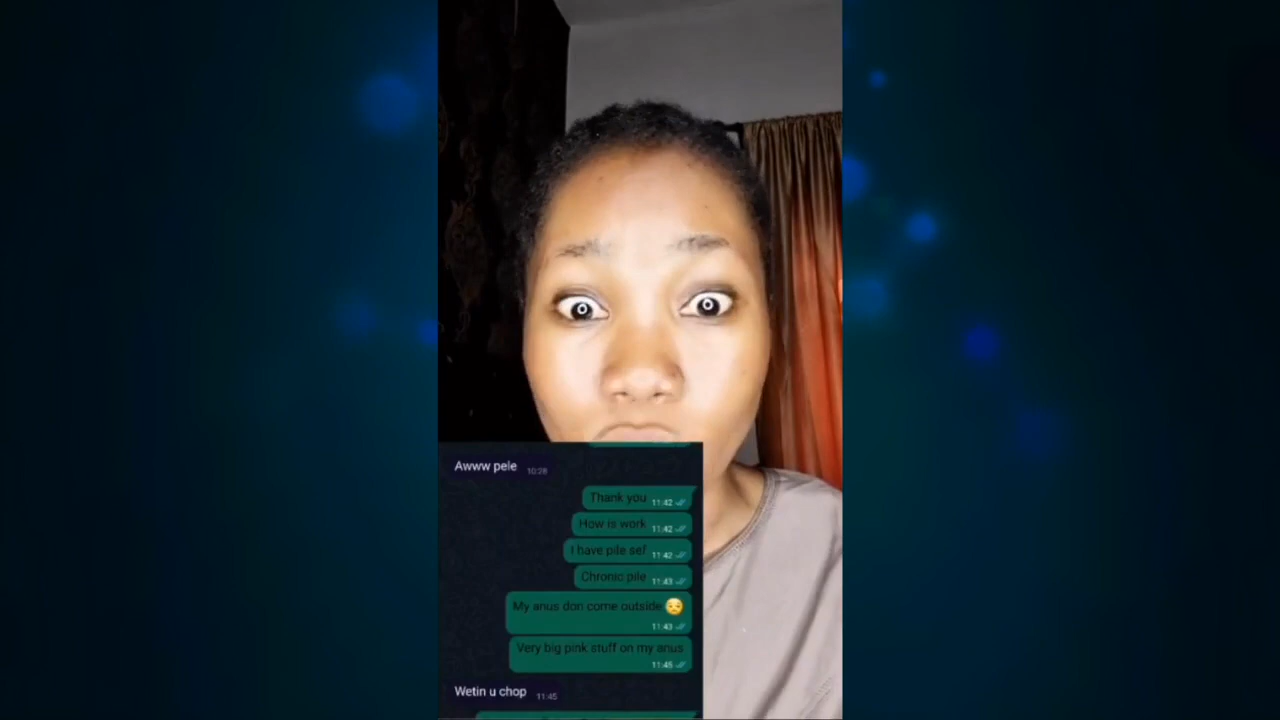 Awww pele 10:28
Thank you 11:42
How is work 11:42
I have pile sef 11:42
Chronic pile 11:43
My anus don come outside 😒
11:43
Very big pink stuff on my anus
11:45
Wetin u chop 11:45